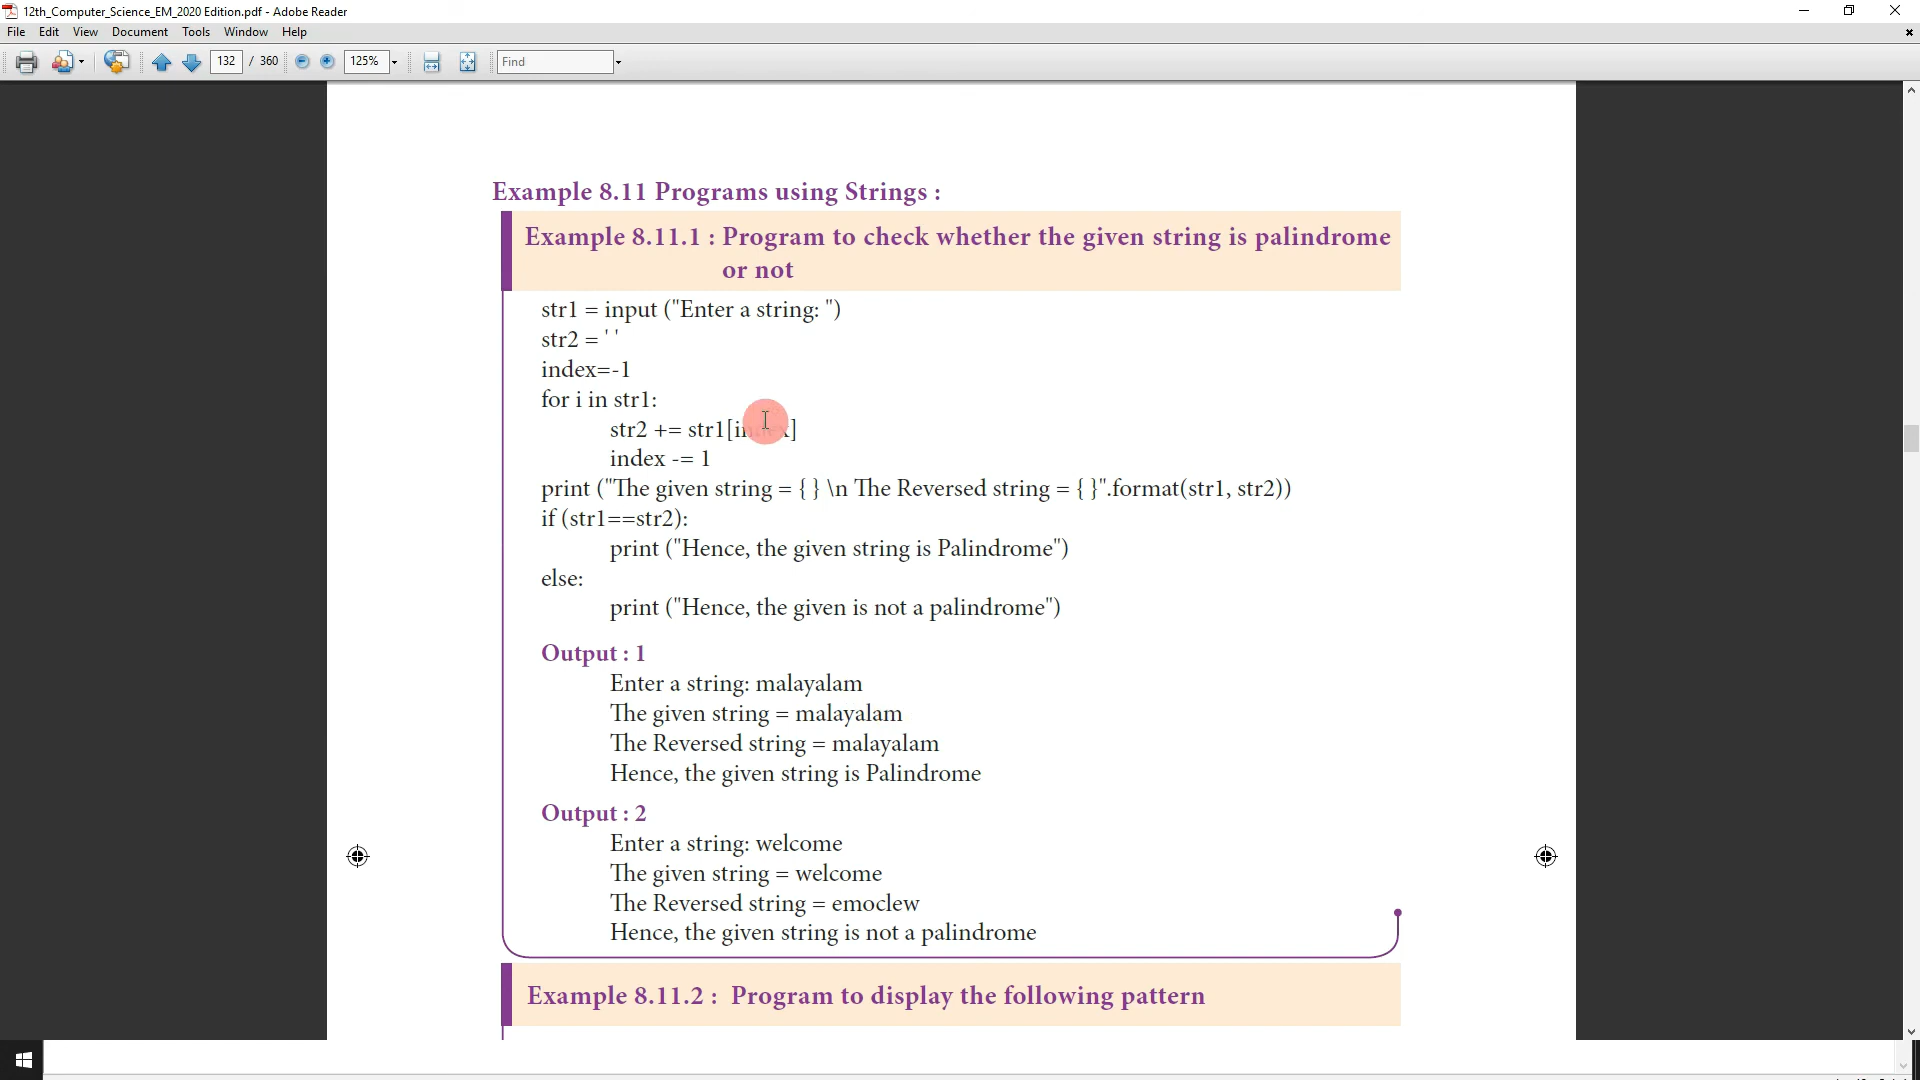 12th_Computer_Science_EM_2020 Edition.pdf - Adobe Reader
File Edit View Document Tools Window Help
132 / 360 125% Find
Example 8.11 Programs using Strings :
Example 8.11.1 : Program to check whether the given string is palindrome
or not
str1 = input ("Enter a string: ")
str2 = ' '
index=-1
for i in str1:
str2 += str1[index]
index -= 1
print ("The given string = { } \n The Reversed string = { }".format(str1, str2))
if (str1==str2):
print ("Hence, the given string is Palindrome")
else:
print ("Hence, the given is not a palindrome")
Output : 1
Enter a string: malayalam
The given string = malayalam
The Reversed string = malayalam
Hence, the given string is Palindrome
Output : 2
Enter a string: welcome
The given string = welcome
The Reversed string = emoclew
Hence, the given string is not a palindrome
Example 8.11.2 : Program to display the following pattern